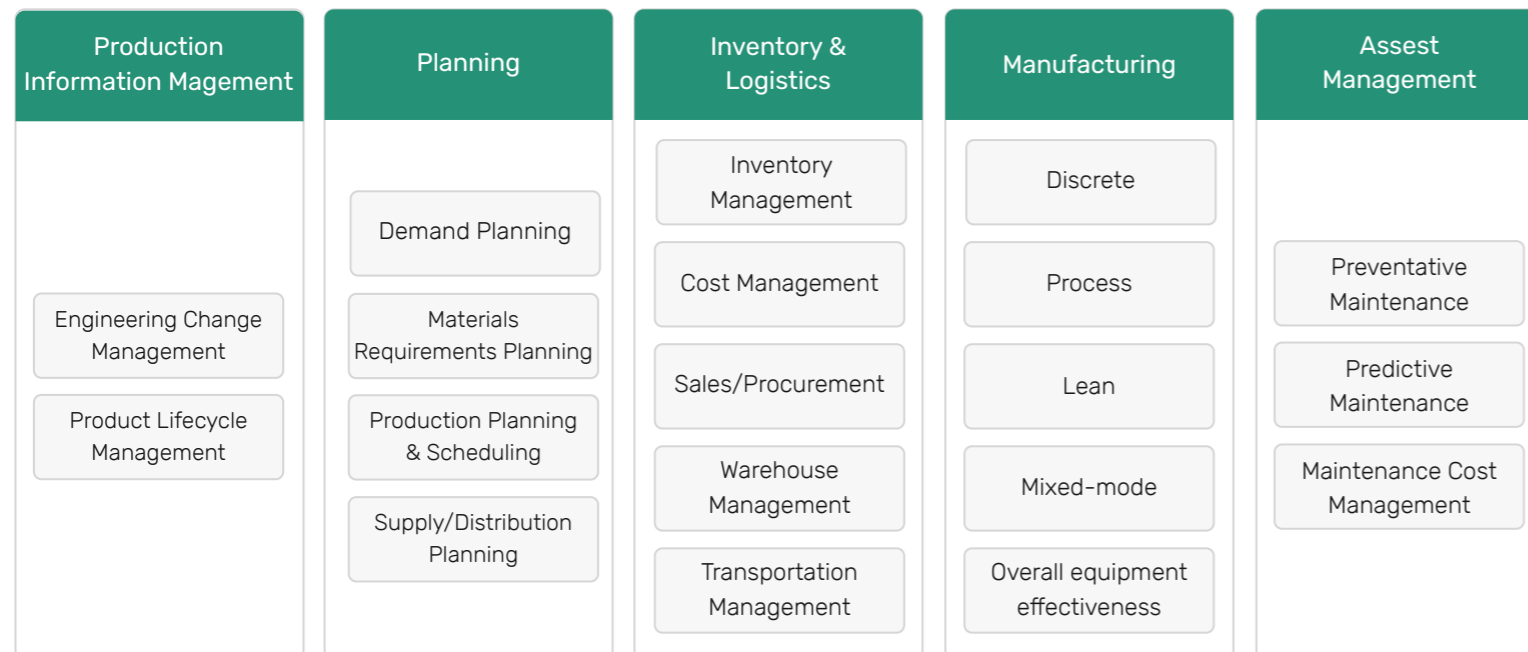 Production
Information Magement
Engineering Change
Management
Product Lifecycle
Management
Planning
Demand Planning
Materials
Requirements Planning
Production Planning
& Scheduling
Supply/Distribution
Planning
Inventory &
Logistics
Inventory
Management
Cost Management
Sales/Procurement
Warehouse
Management
Transportation
Management
Manufacturing
Discrete
Process
Lean
Mixed-mode
Overall equipment
effectiveness
Assest
Management
Preventative
Maintenance
Predictive
Maintenance
Maintenance Cost
Management